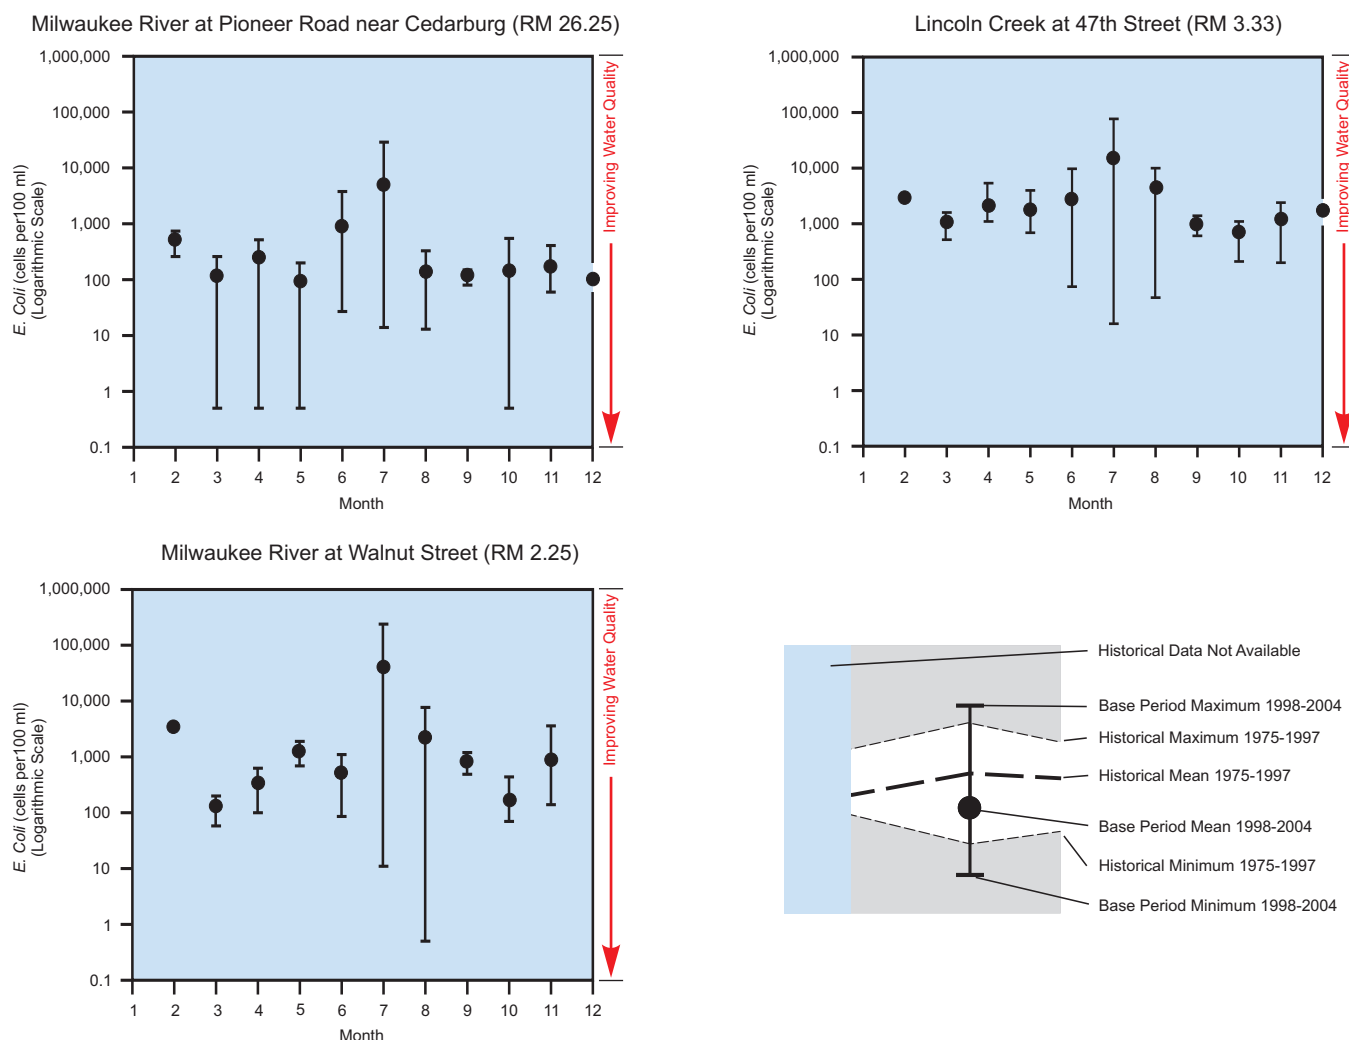 Milwaukee River at Pioneer Road near Cedarburg (RM 26.25)
1,000,000
100,000
10,000
1,000
100
10
1
0.1
E. Coli (cells per100 ml)
(Logarithmic Scale)
1 2 3 4 5 6 7 8 9 10 11 12
Month
Improving Water Quality
Lincoln Creek at 47th Street (RM 3.33)
1,000,000
100,000
10,000
1,000
100
10
1
0.1
E. Coli (cells per100 ml)
(Logarithmic Scale)
1 2 3 4 5 6 7 8 9 10 11 12
Month
Improving Water Quality
Milwaukee River at Walnut Street (RM 2.25)
1,000,000
100,000
10,000
1,000
100
10
1
0.1
E. Coli (cells per100 ml)
(Logarithmic Scale)
1 2 3 4 5 6 7 8 9 10 11 12
Month
Improving Water Quality
Historical Data Not Available
Base Period Maximum 1998-2004
Historical Maximum 1975-1997
Historical Mean 1975-1997
Base Period Mean 1998-2004
Historical Minimum 1975-1997
Base Period Minimum 1998-2004